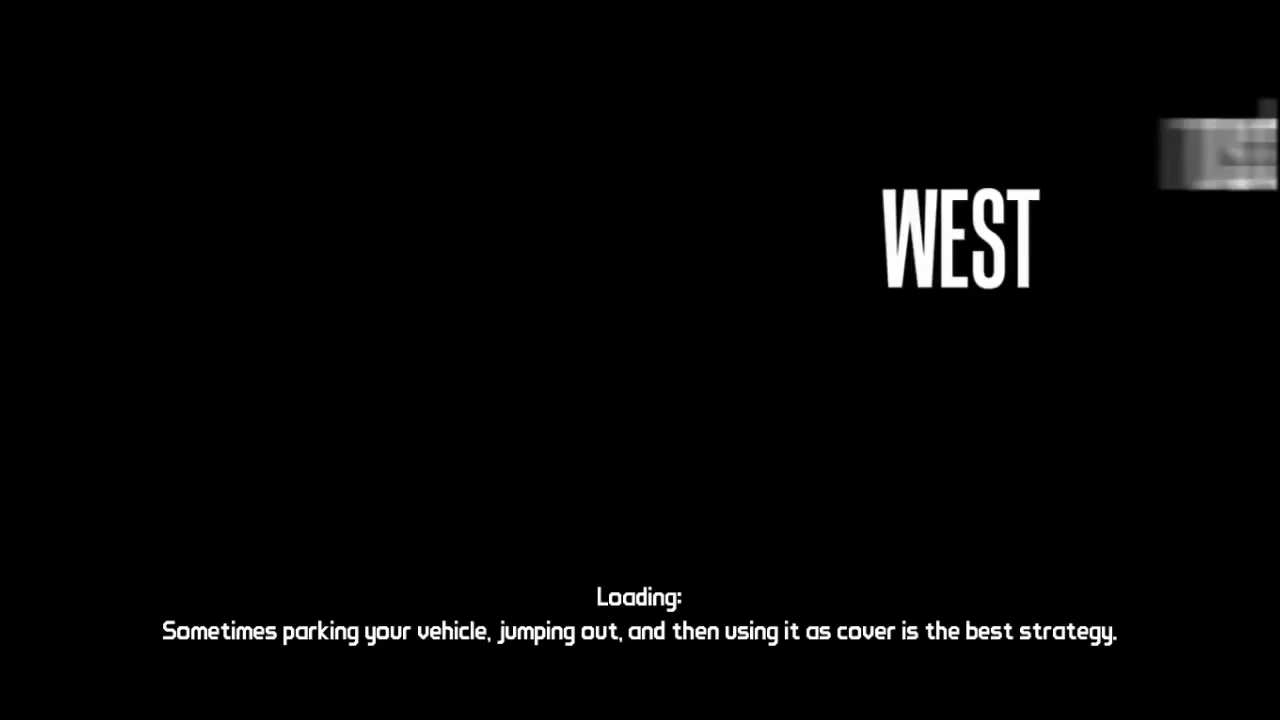 WEST
Loading:
Sometimes parking your vehicle, jumping out, and then using it as cover is the best strategy.